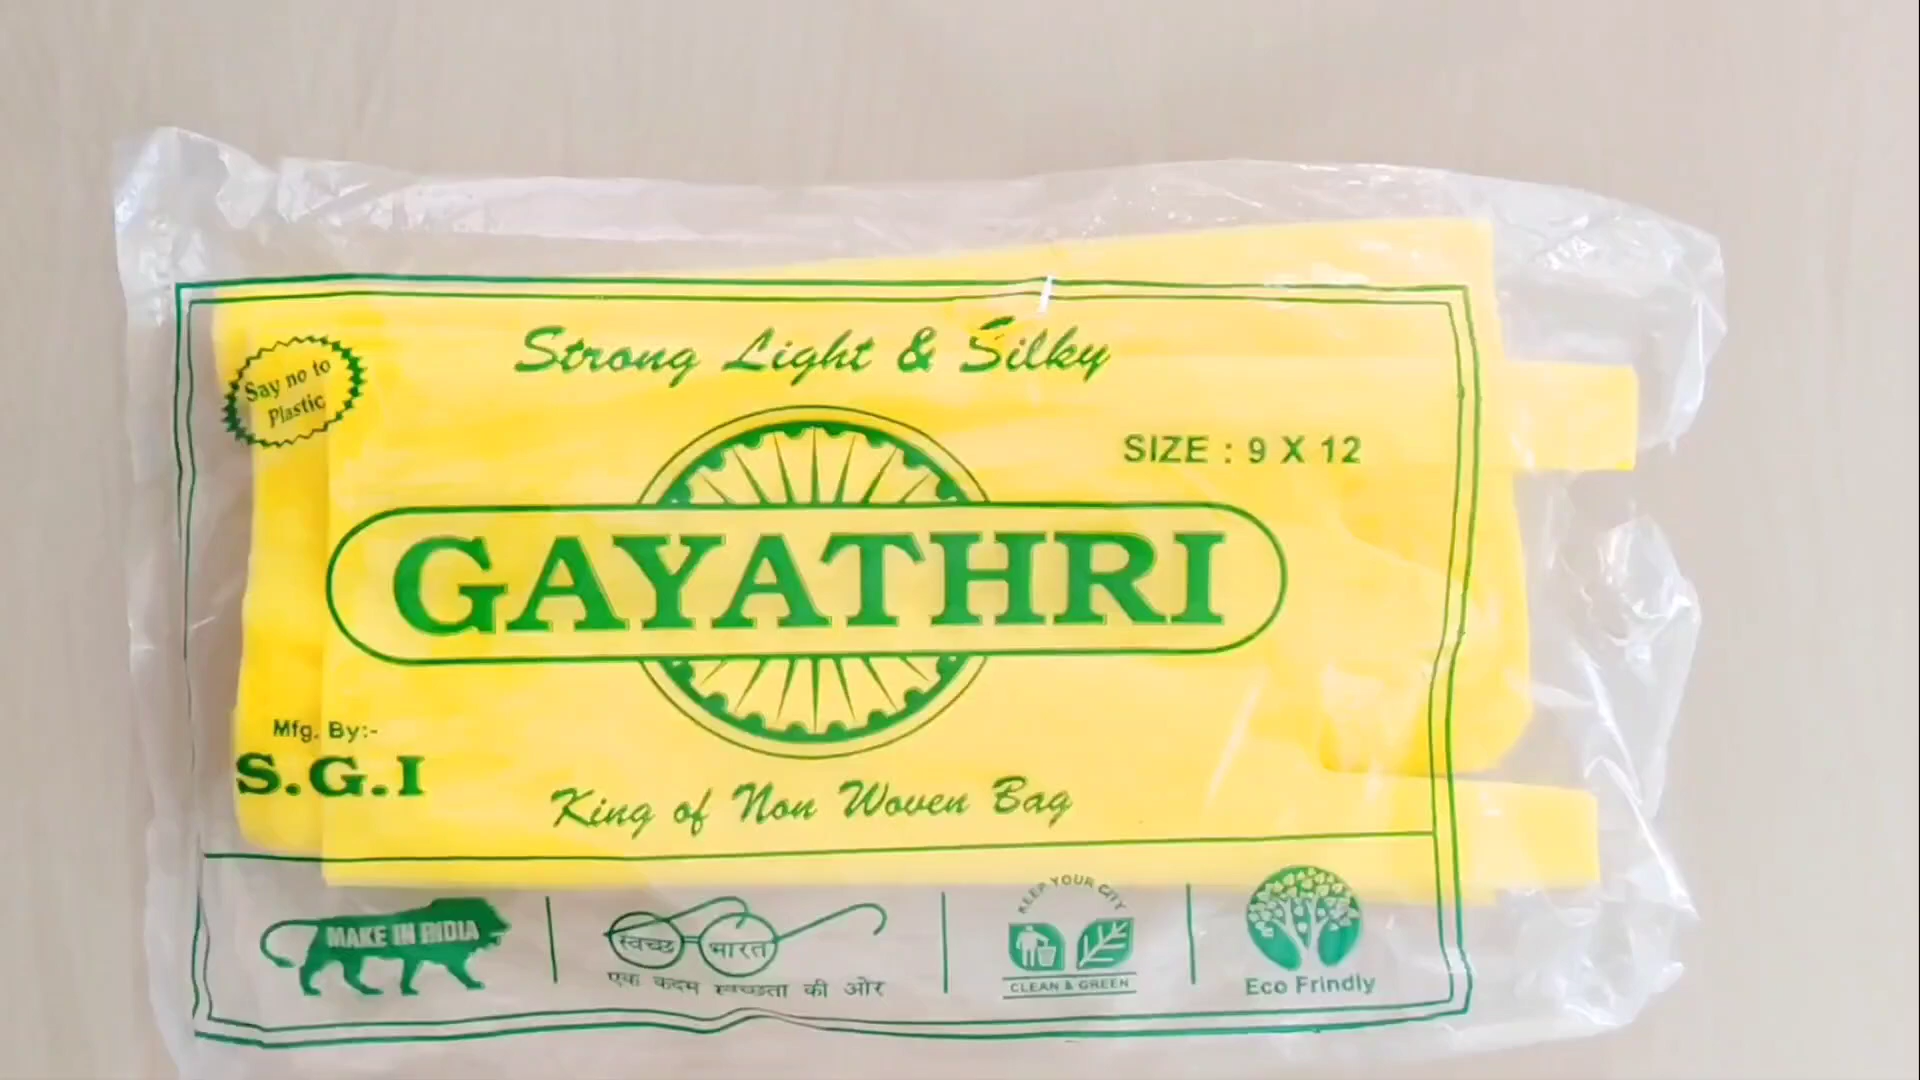 Strong Light & Silky
Say no to
Plastic
SIZE : 9 X 12
GAYATHRI
Mfg. By:-
S.G.I
King of Non Woven Bag
MAKE IN INDIA
स्वच्छ भारत
एक कदम स्वच्छता की ओर
KEEP YOUR CITY
CLEAN & GREEN
Eco Frindly